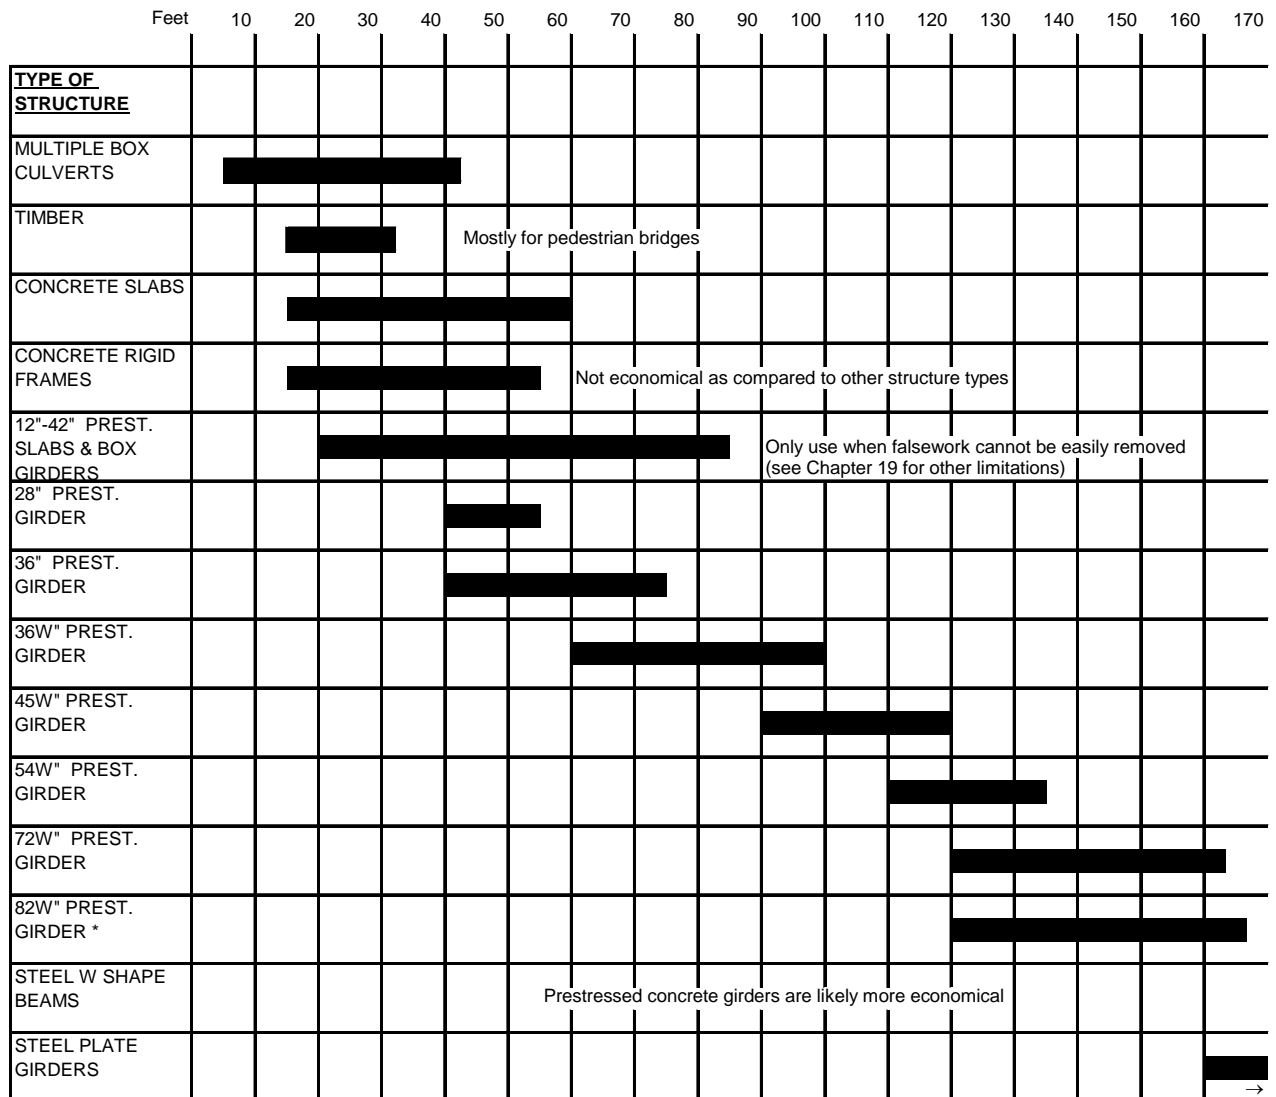 Feet 10 20 30 40 50 60 70 80 90 100 110 120 130 140 150 160 170
TYPE OF
STRUCTURE
MULTIPLE BOX
CULVERTS
TIMBER
Mostly for pedestrian bridges
CONCRETE SLABS
CONCRETE RIGID
FRAMES
Not economical as compared to other structure types
12"-42" PREST.
SLABS & BOX
GIRDERS
Only use when falsework cannot be easily removed
(see Chapter 19 for other limitations)
28" PREST.
GIRDER
36" PREST.
GIRDER
36W" PREST.
GIRDER
45W" PREST.
GIRDER
54W" PREST.
GIRDER
72W" PREST.
GIRDER
82W" PREST.
GIRDER *
STEEL W SHAPE
BEAMS
Prestressed concrete girders are likely more economical
STEEL PLATE
GIRDERS
→